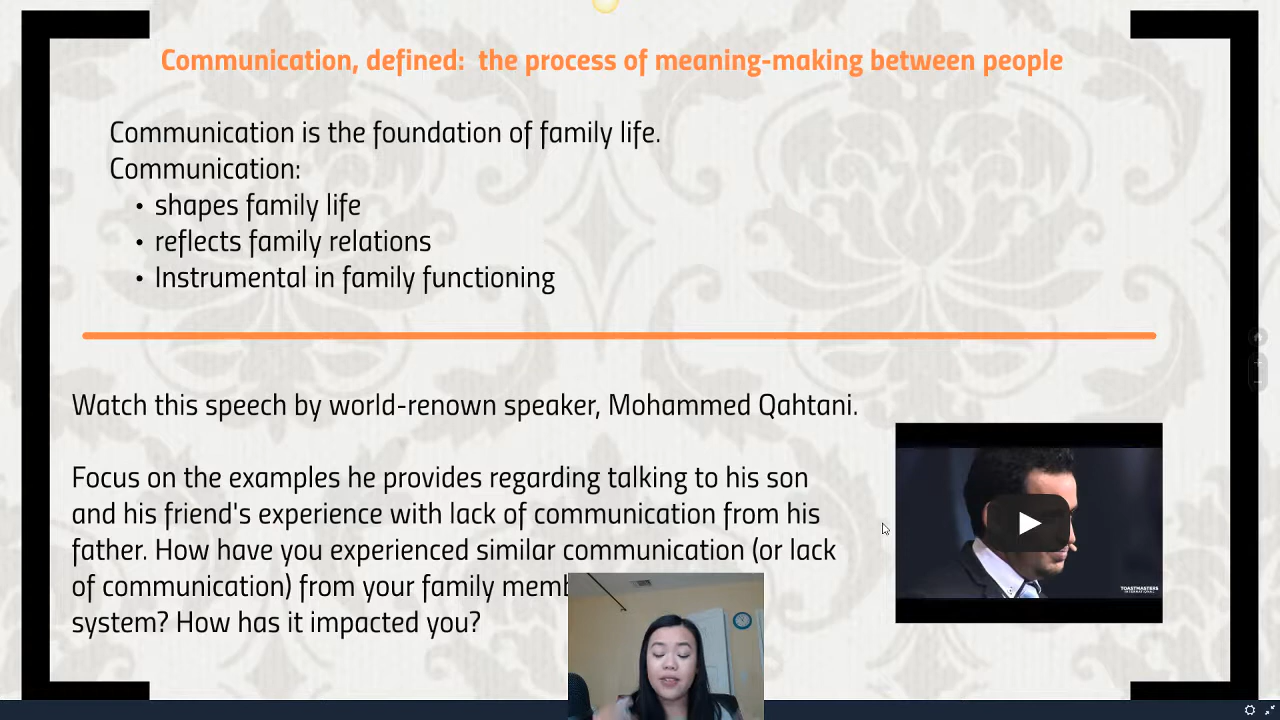 Communication, defined:  the process of meaning-making between people
Communication is the foundation of family life.
Communication:
• shapes family life
• reflects family relations
• Instrumental in family functioning
Watch this speech by world-renown speaker, Mohammed Qahtani.
Focus on the examples he provides regarding talking to his son
and his friend's experience with lack of communication from his
father. How have you experienced similar communication (or lack
of communication) from your family
system? How has it impacted you?
TOASTMASTERS
INTERNATIONAL